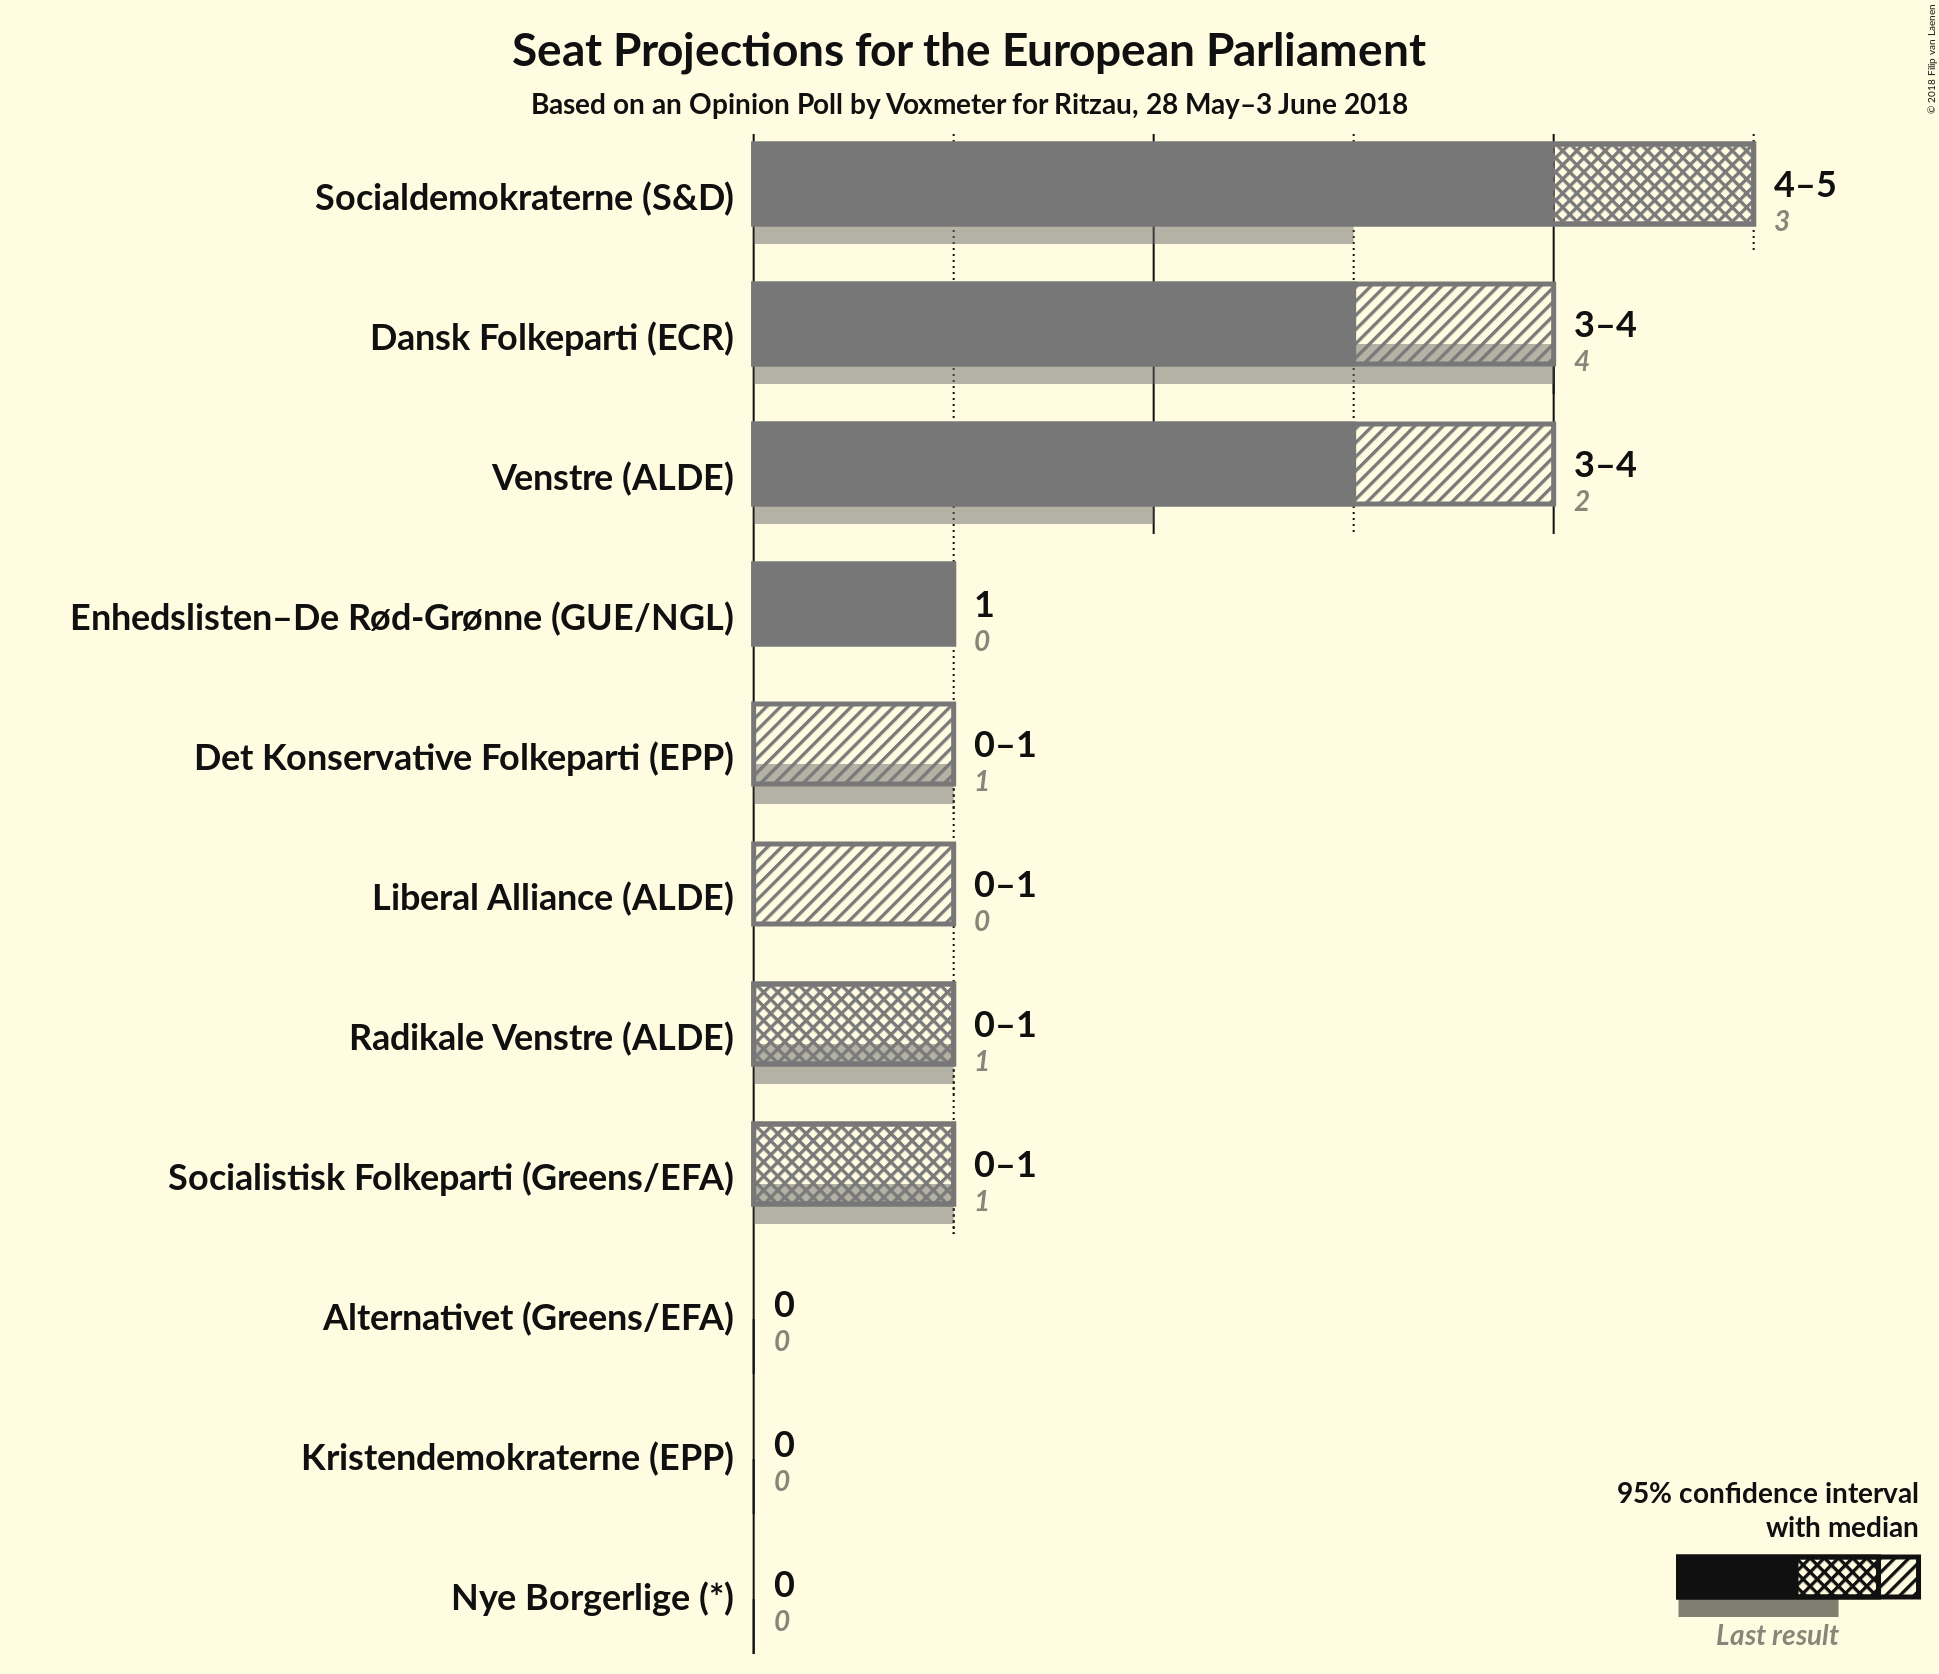 Seat Projections for the European Parliament
Based on an Opinion Poll by Voxmeter for Ritzau, 28 May–3 June 2018
© 2018 Filip van Laenen
Socialdemokraterne (S&D)
4–5
3
Dansk Folkeparti (ECR)
3–4
4
Venstre (ALDE)
3–4
2
Enhedslisten–De Rød-Grønne (GUE/NGL)
1
0
Det Konservative Folkeparti (EPP)
0–1
1
Liberal Alliance (ALDE)
0–1
0
Radikale Venstre (ALDE)
0–1
1
Socialistisk Folkeparti (Greens/EFA)
0–1
1
Alternativet (Greens/EFA)
0
0
Kristendemokraterne (EPP)
0
0
Nye Borgerlige (*)
0
0
95% confidence interval
with median
Last result